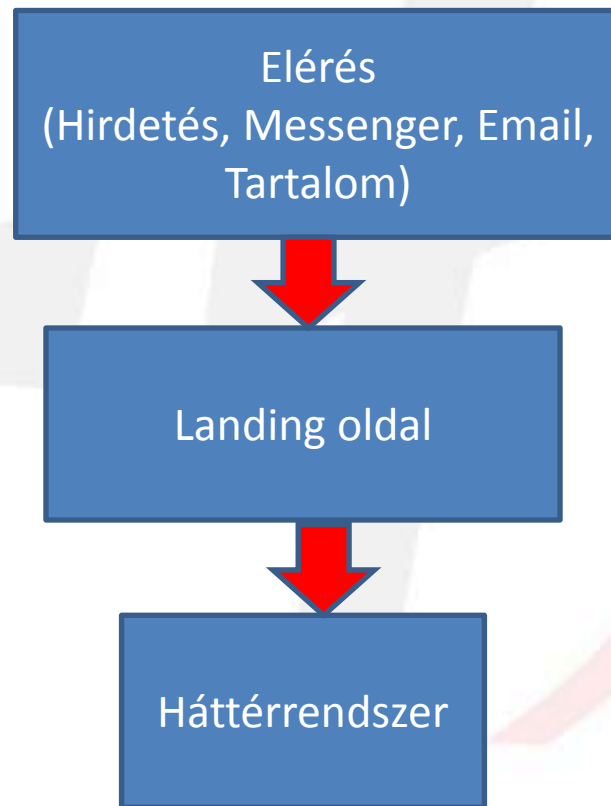 Elérés
(Hirdetés, Messenger, Email,
Tartalom)
Landing oldal
Háttérrendszer